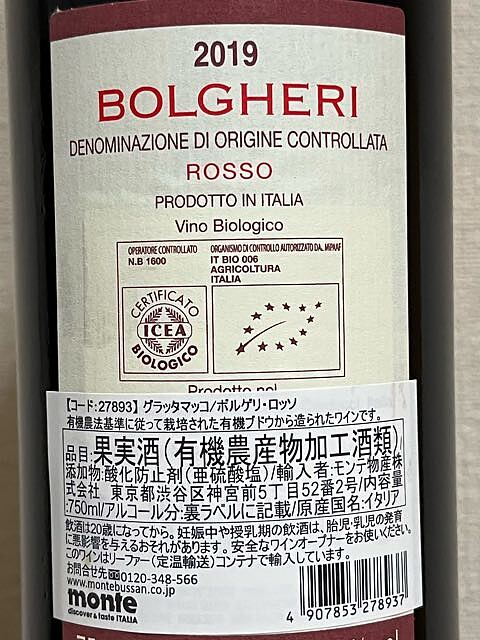 2019
BOLGHERI
DENOMINAZIONE DI ORIGINE CONTROLLATA
ROSSO
PRODOTTO IN ITALIA
Vino Biologico
OPERATORE CONTROLLATO
N.B 1600
ORGANISMO DI CONTROLLO AUTORIZZATO DA.. MIPAAF
IT BIO 006
AGRICOLTURA
ITALIA
CERTIFICATO
ICEA
BIOLOGICO
Prodotto nel
【コード:27893】グラッタマッコ/ボルゲリ・ロッソ
有機農法基準に従って栽培された有機ブドウから造られたワインです。
品目:果実酒(有機農産物加工酒類)
添加物:酸化防止剤(亜硫酸塩)/輸入者:モンテ物産株
式会社 東京都渋谷区神宮前5丁目52番2号/内容量
:750ml/アルコール分:裏ラベルに記載/原産国名:イタリア
飲酒は20歳になってから。妊娠中や授乳期の飲酒は、胎児・乳児の発育
に悪影響を与えるおそれがあります。安全なワインオープナーをお使いください。
このワインはリーファー(定温輸送)コンテナで輸入しています。
お問合せ先 0120-348-566
www.montebussan.co.jp
monte
discover & taste ITALIA
4 907853 278937